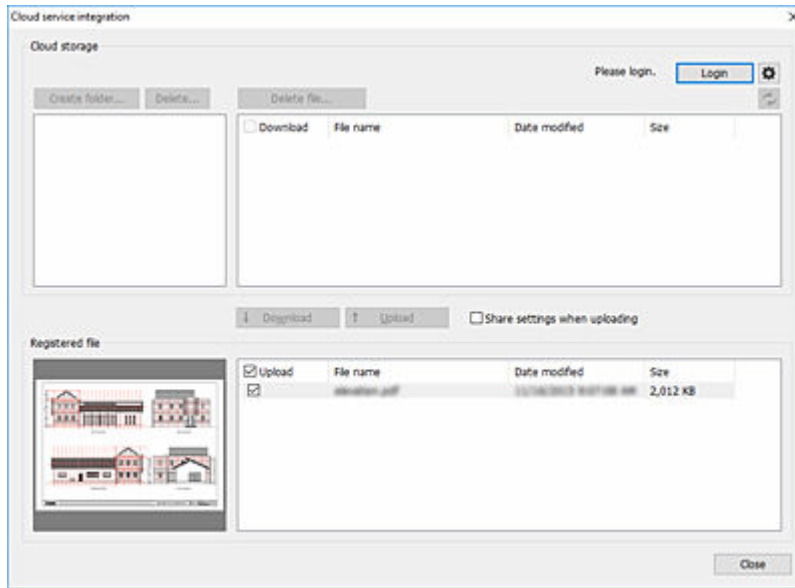 Cloud service integration
Cloud storage
Please login. Login
Create folder... Delete... Delete file...
Download File name Date modified Size
Download Upload Share settings when uploading
Registered file
Upload File name Date modified Size
2,012 KB
Close